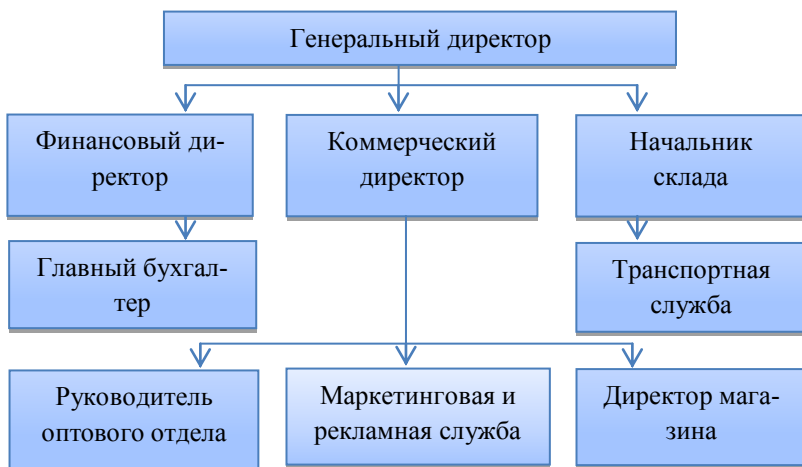 Генеральный директор
Финансовый ди-
ректор
Коммерческий
директор
Начальник
склада
Главный бухгал-
тер
Транспортная
служба
Руководитель
оптового отдела
Маркетинговая и
рекламная служба
Директор мага-
зина